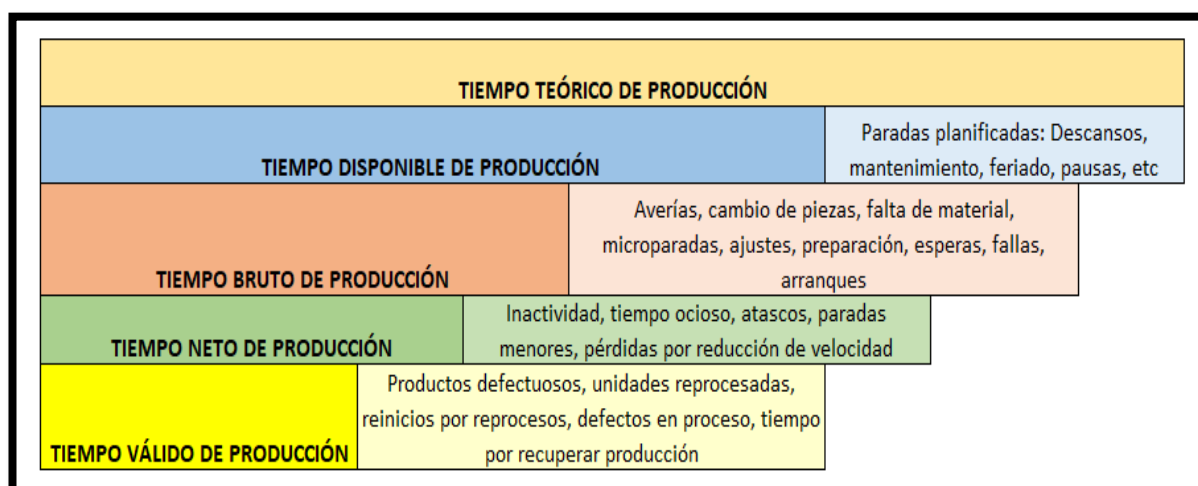 TIEMPO TEÓRICO DE PRODUCCIÓN
TIEMPO DISPONIBLE DE PRODUCCIÓN
Paradas planificadas: Descansos,
mantenimiento, feriado, pausas, etc
TIEMPO BRUTO DE PRODUCCIÓN
Averías, cambio de piezas, falta de material,
microparadas, ajustes, preparación, esperas, fallas,
arranques
TIEMPO NETO DE PRODUCCIÓN
Inactividad, tiempo ocioso, atascos, paradas
menores, pérdidas por reducción de velocidad
TIEMPO VÁLIDO DE PRODUCCIÓN
Productos defectuosos, unidades reprocesadas,
reinicios por reprocesos, defectos en proceso, tiempo
por recuperar producción